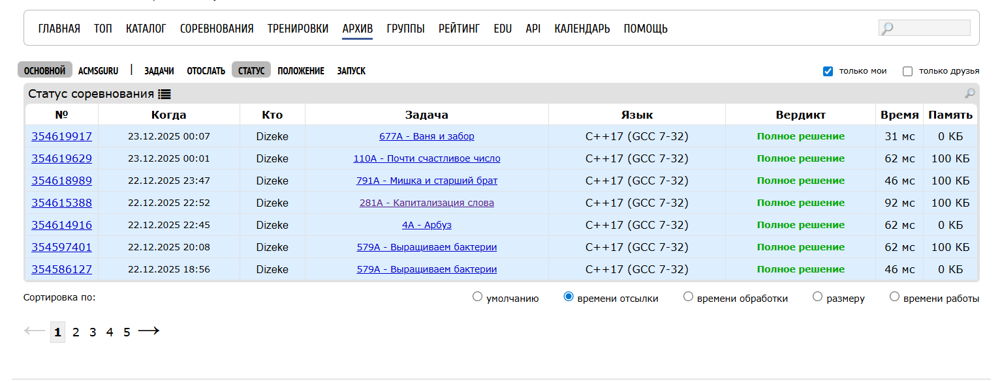 ГЛАВНАЯ ТОП КАТАЛОГ СОРЕВНОВАНИЯ ТРЕНИРОВКИ АРХИВ ГРУППЫ РЕЙТИНГ EDU API КАЛЕНДАРЬ ПОМОЩЬ
ОСНОВНОЙ ACMSGURU | ЗАДАЧИ ОТОСЛАТЬ СТАТУС ПОЛОЖЕНИЕ ЗАПУСК только мои только друзья
Статус соревнования
№ Когда Кто Задача Язык Вердикт Время Память
354619917 23.12.2025 00:07 Dizeke 677A - Ваня и забор C++17 (GCC 7-32) Полное решение 31 мс 0 КБ
354619629 23.12.2025 00:01 Dizeke 110A - Почти счастливое число C++17 (GCC 7-32) Полное решение 62 мс 100 КБ
354618989 22.12.2025 23:47 Dizeke 791A - Мишка и старший брат C++17 (GCC 7-32) Полное решение 46 мс 100 КБ
354615388 22.12.2025 22:52 Dizeke 281A - Капитализация слова C++17 (GCC 7-32) Полное решение 92 мс 100 КБ
354614916 22.12.2025 22:45 Dizeke 4A - Арбуз C++17 (GCC 7-32) Полное решение 62 мс 0 КБ
354597401 22.12.2025 20:08 Dizeke 579A - Выращиваем бактерии C++17 (GCC 7-32) Полное решение 62 мс 100 КБ
354586127 22.12.2025 18:56 Dizeke 579A - Выращиваем бактерии C++17 (GCC 7-32) Полное решение 46 мс 0 КБ
Сортировка по: умолчанию времени отсылки времени обработки размеру времени работы
← 1 2 3 4 5 →